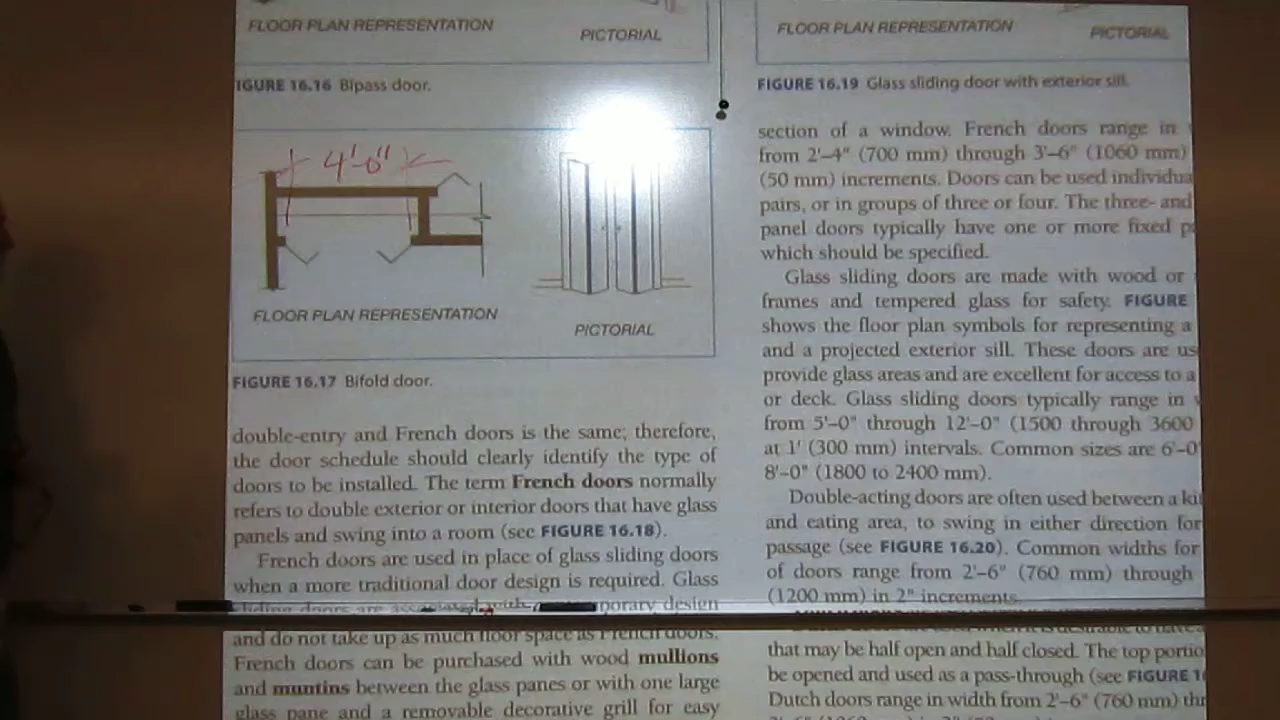 FLOOR PLAN REPRESENTATION
PICTORIAL
IGURE 16.16 Bipass door.
4'-0"
FLOOR PLAN REPRESENTATION
PICTORIAL
FIGURE 16.17 Bifold door.
double-entry and French doors is the same; therefore,
the door schedule should clearly identify the type of
doors to be installed. The term French doors normally
refers to double exterior or interior doors that have glass
panels and swing into a room (see FIGURE 16.18).
French doors are used in place of glass sliding doors
when a more traditional door design is required. Glass
sliding doors are associated with porary design
and do not take up as much floor space as French doors.
French doors can be purchased with wood mullions
and muntins between the glass panes or with one large
glass pane and a removable decorative grill for easy
FLOOR PLAN REPRESENTATION
PICTORIAL
FIGURE 16.19 Glass sliding door with exterior sill.
section of a window. French doors range in
from 2'–4" (700 mm) through 3'–6" (1060 mm)
(50 mm) increments. Doors can be used individua
pairs, or in groups of three or four. The three- and
panel doors typically have one or more fixed p
which should be specified.
Glass sliding doors are made with wood or
frames and tempered glass for safety. FIGURE
shows the floor plan symbols for representing a
and a projected exterior sill. These doors are us
provide glass areas and are excellent for access to a
or deck. Glass sliding doors typically range in
from 5'–0" through 12'–0" (1500 through 3600
at 1' (300 mm) intervals. Common sizes are 6'–0
8'–0" (1800 to 2400 mm).
Double-acting doors are often used between a ki
and eating area, to swing in either direction for
passage (see FIGURE 16.20). Common widths for
of doors range from 2'–6" (760 mm) through
(1200 mm) in 2" increments.
that may be half open and half closed. The top portio
be opened and used as a pass-through (see FIGURE 1
Dutch doors range in width from 2'–6" (760 mm) thr